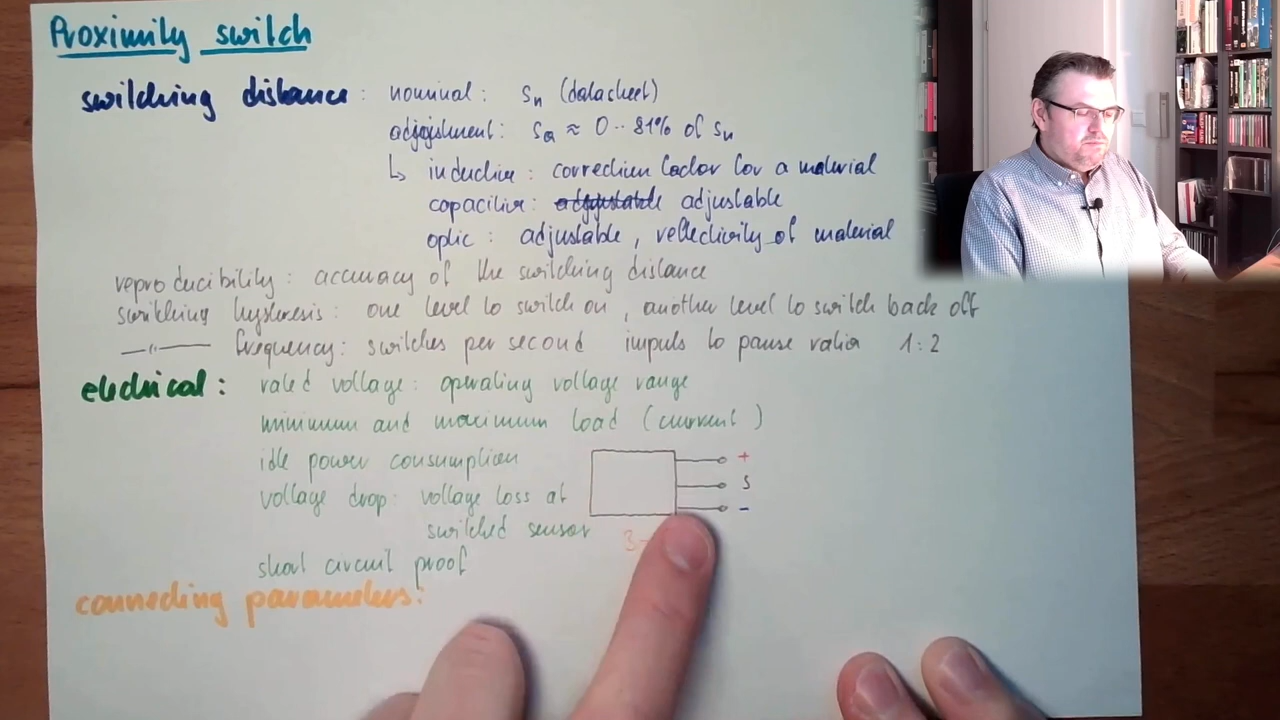 Proximity switch
switching distance: nominal: sn (datasheet)
adjustment: sa ≈ 0..81% of sn
↳ inductive: correction factor for a material
capacitive: adjustable
optic: adjustable, reflectivity of material
reproducibility: accuracy of the switching distance
switching hysteresis: one level to switch on, another level to switch back off
—"— frequency: switches per second impuls to pause ratio 1:2
electrical: rated voltage: operating voltage range
minimum and maximum load (current)
idle power consumption
voltage drop: voltage loss at
switched sensor
short circuit proof
+
S
-
3-
connecting parameters: